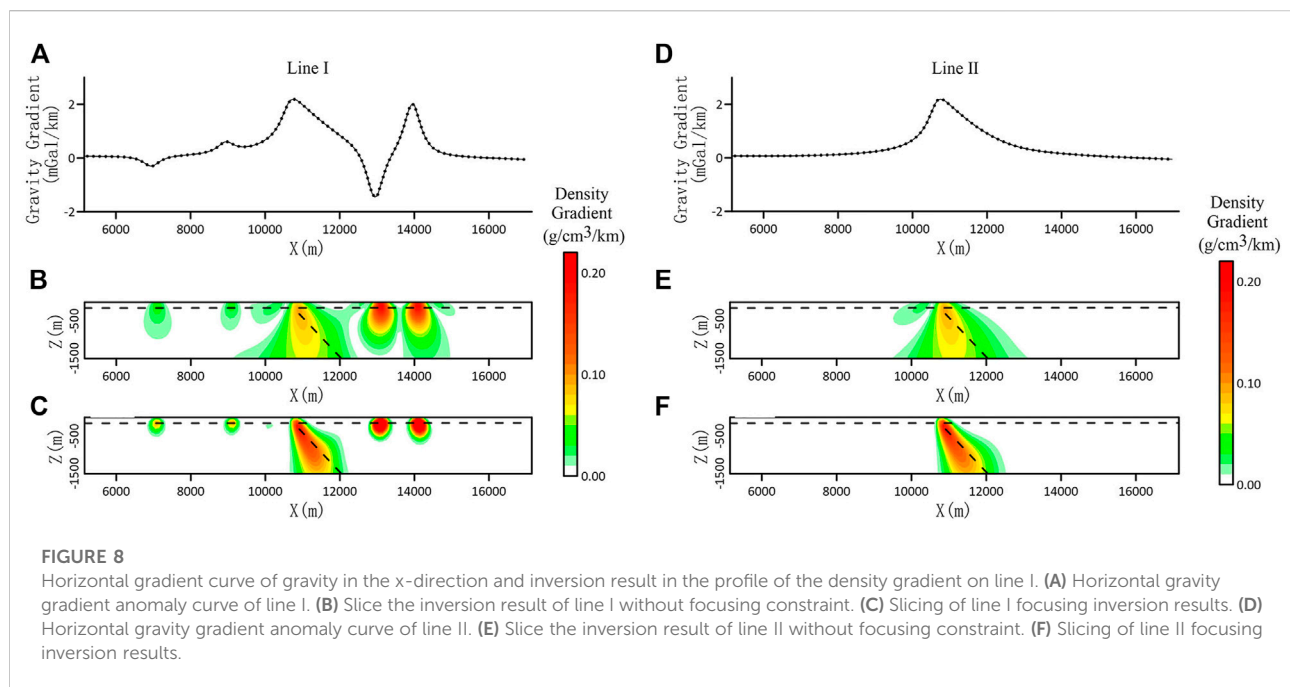 A
Line I
Gravity Gradient
(mGal/km)
2
0
-2
6000 8000 10000 12000 14000 16000
X(m)
Density
Gradient
(g/cm3/km)
0.20
0.10
0.00
B
Z(m)
-500
-1500
6000 8000 10000 12000 14000 16000
X(m)
C
Z(m)
-500
-1500
6000 8000 10000 12000 14000 16000
X(m)
D
Line II
Gravity Gradient
(mGal/km)
2
0
-2
6000 8000 10000 12000 14000 16000
X(m)
Density
Gradient
(g/cm3/km)
0.20
0.10
0.00
E
Z(m)
-500
-1500
6000 8000 10000 12000 14000 16000
X(m)
F
Z(m)
-500
-1500
6000 8000 10000 12000 14000 16000
X(m)
FIGURE 8
Horizontal gradient curve of gravity in the x-direction and inversion result in the profile of the density gradient on line I. (A) Horizontal gravity
gradient anomaly curve of line I. (B) Slice the inversion result of line I without focusing constraint. (C) Slicing of line I focusing inversion results. (D)
Horizontal gravity gradient anomaly curve of line II. (E) Slice the inversion result of line II without focusing constraint. (F) Slicing of line II focusing
inversion results.